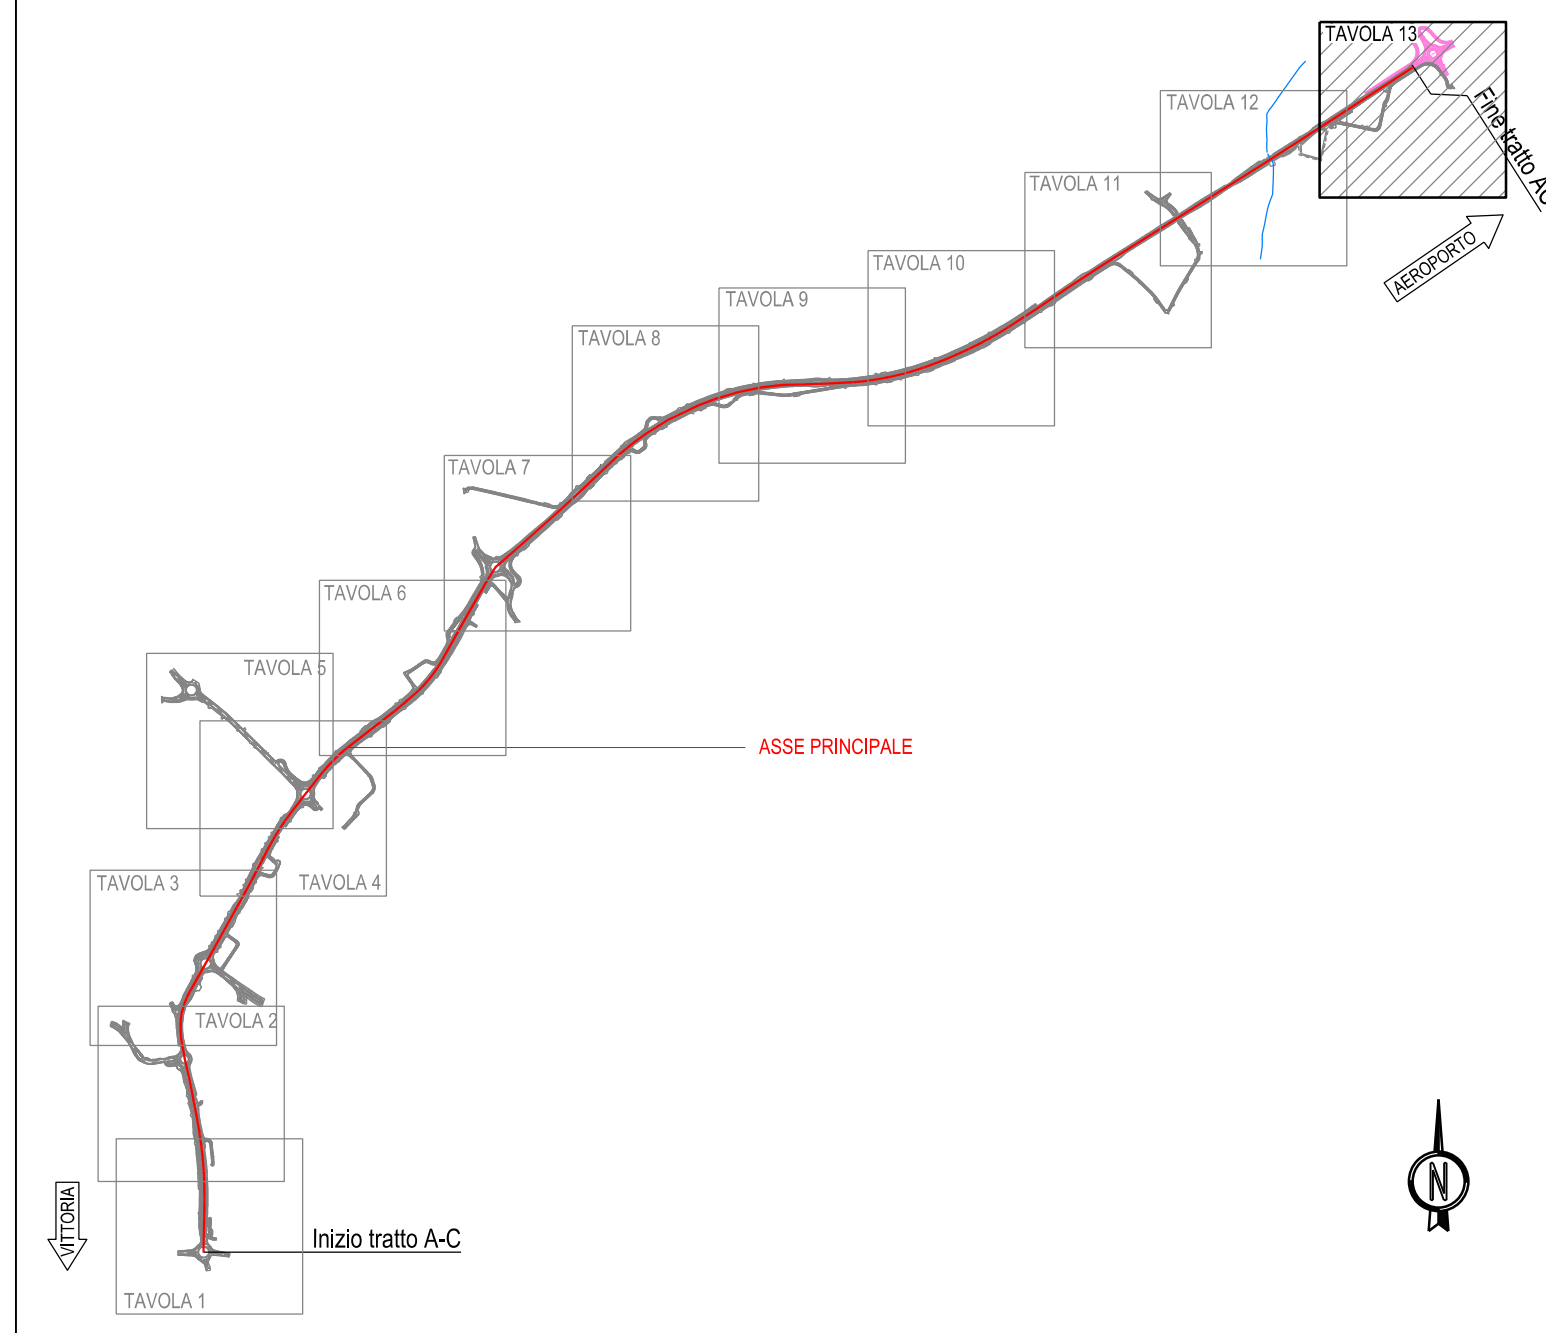 TAVOLA 13
Fine tratto AC
TAVOLA 12
TAVOLA 11
AEROPORTO
TAVOLA 10
TAVOLA 9
TAVOLA 8
TAVOLA 7
TAVOLA 6
TAVOLA 5
ASSE PRINCIPALE
TAVOLA 4
TAVOLA 3
TAVOLA 2
N
VITTORIA
Inizio tratto A-C
TAVOLA 1